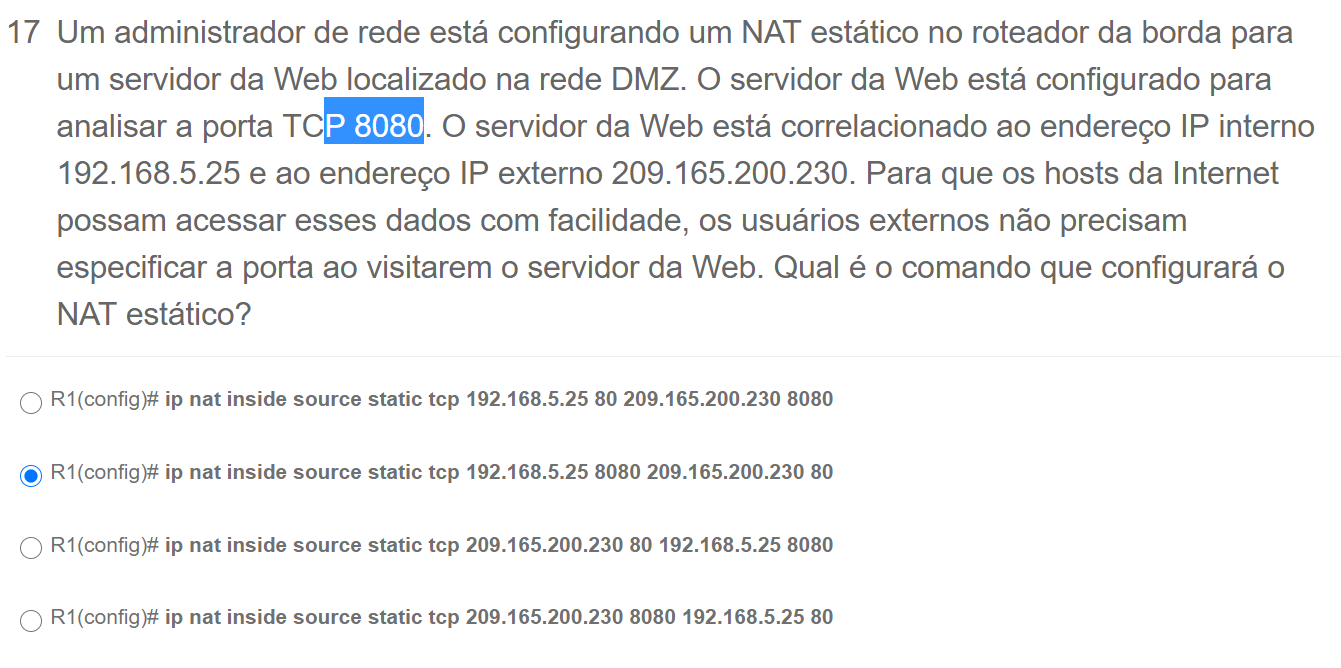 17 Um administrador de rede está configurando um NAT estático no roteador da borda para
um servidor da Web localizado na rede DMZ. O servidor da Web está configurado para
analisar a porta TCP 8080. O servidor da Web está correlacionado ao endereço IP interno
192.168.5.25 e ao endereço IP externo 209.165.200.230. Para que os hosts da Internet
possam acessar esses dados com facilidade, os usuários externos não precisam
especificar a porta ao visitarem o servidor da Web. Qual é o comando que configurará o
NAT estático?
R1(config)# ip nat inside source static tcp 192.168.5.25 80 209.165.200.230 8080
R1(config)# ip nat inside source static tcp 192.168.5.25 8080 209.165.200.230 80
R1(config)# ip nat inside source static tcp 209.165.200.230 80 192.168.5.25 8080
R1(config)# ip nat inside source static tcp 209.165.200.230 8080 192.168.5.25 80